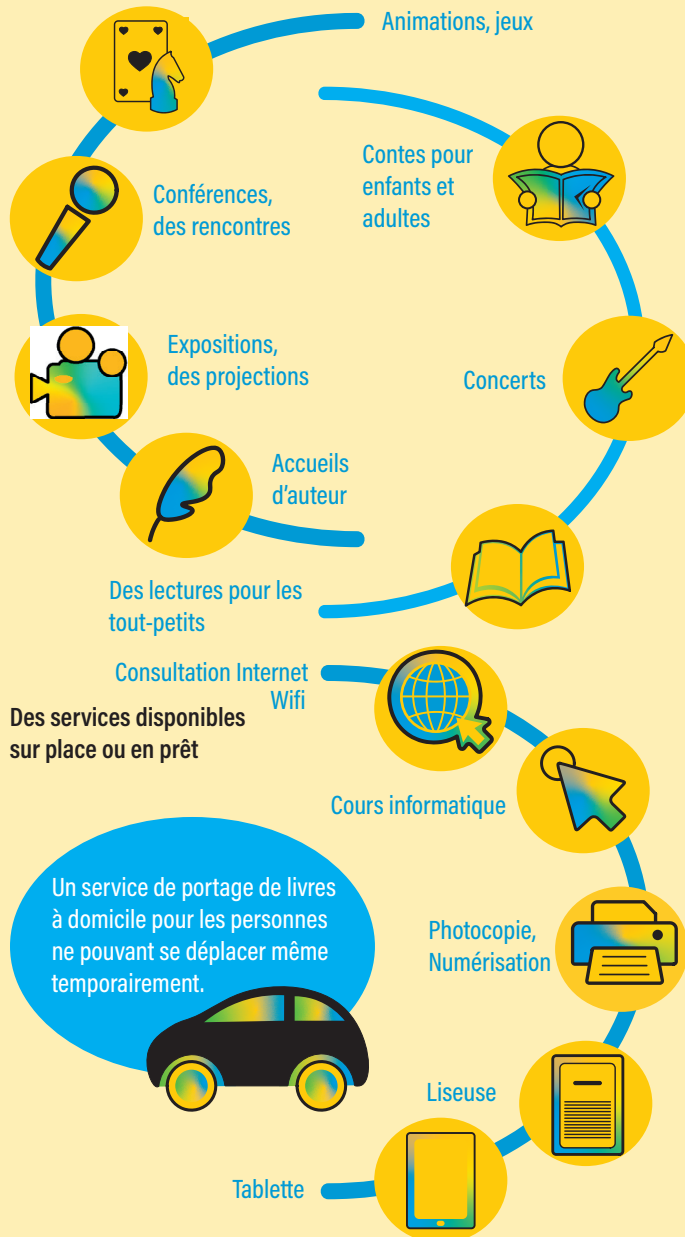 Animations, jeux
Contes pour
enfants et
adultes
Conférences,
des rencontres
Expositions,
des projections
Concerts
Accueils
d'auteur
Des lectures pour les
tout-petits
Consultation Internet
Wifi
Des services disponibles
sur place ou en prêt
Cours informatique
Un service de portage de livres
à domicile pour les personnes
ne pouvant se déplacer même
temporairement.
Photocopie,
Numérisation
Liseuse
Tablette